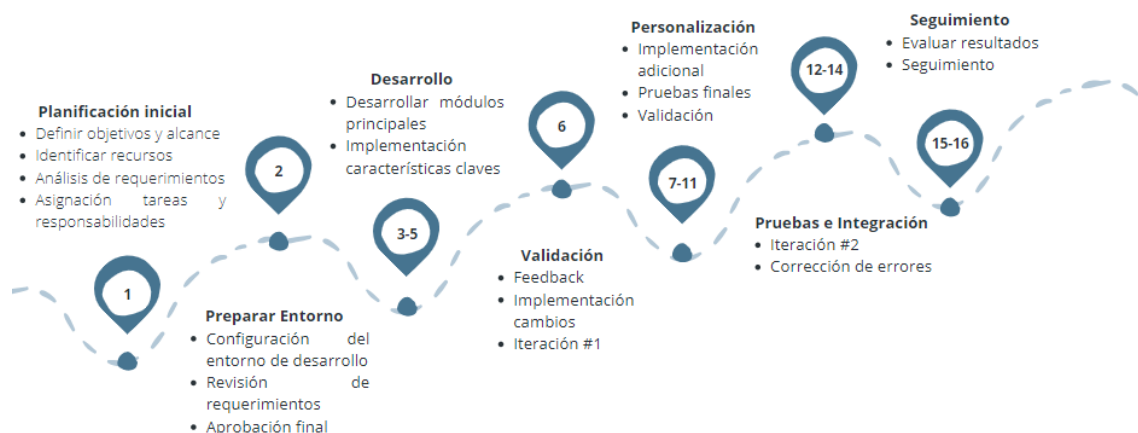 Planificación inicial
• Definir objetivos y alcance
• Identificar recursos
• Análisis de requerimientos
• Asignación tareas y
responsabilidades
1
Preparar Entorno
• Configuración del
entorno de desarrollo
• Revisión de
requerimientos
• Aprobación final
2
Desarrollo
• Desarrollar módulos
principales
• Implementación
características claves
3-5
Validación
• Feedback
• Implementación
cambios
• Iteración #1
6
Personalización
• Implementación
adicional
• Pruebas finales
• Validación
7-11
Pruebas e Integración
• Iteración #2
• Corrección de errores
12-14
Seguimiento
• Evaluar resultados
• Seguimiento
15-16